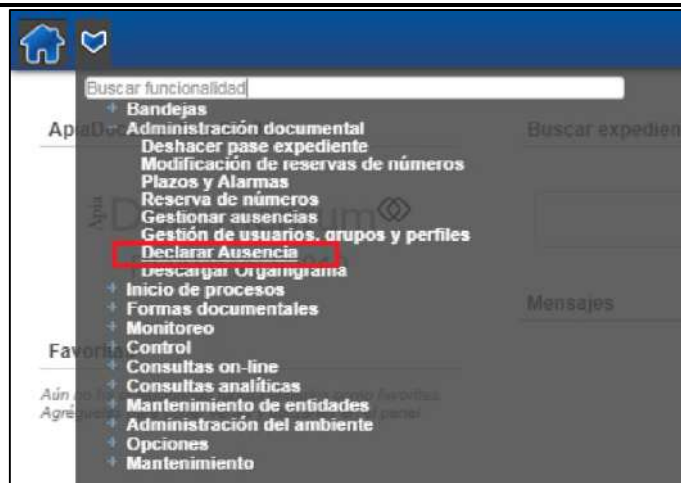 Buscar funcionalidad
Bandejas
Administración documental
Deshacer pase expediente
Modificación de reservas de números
Plazos y Alarmas
Reserva de números
Gestionar ausencias
Gestión de usuarios, grupos y perfiles
Declarar Ausencia
Descargar Organigrama
Inicio de procesos
Formas documentales
Monitoreo
Control
Consultas on-line
Consultas analíticas
Mantenimiento de entidades
Administración del ambiente
Opciones
Mantenimiento
Buscar expedien
Mensajes
Apia